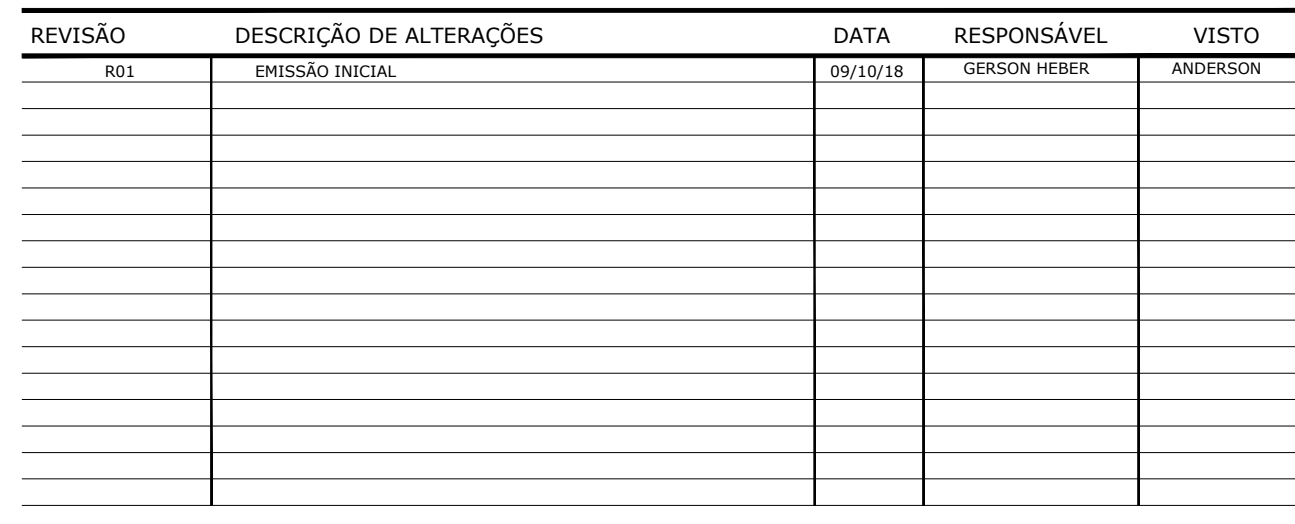 REVISÃO DESCRIÇÃO DE ALTERAÇÕES DATA RESPONSÁVEL VISTO
R01 EMISSÃO INICIAL 09/10/18 GERSON HEBER ANDERSON